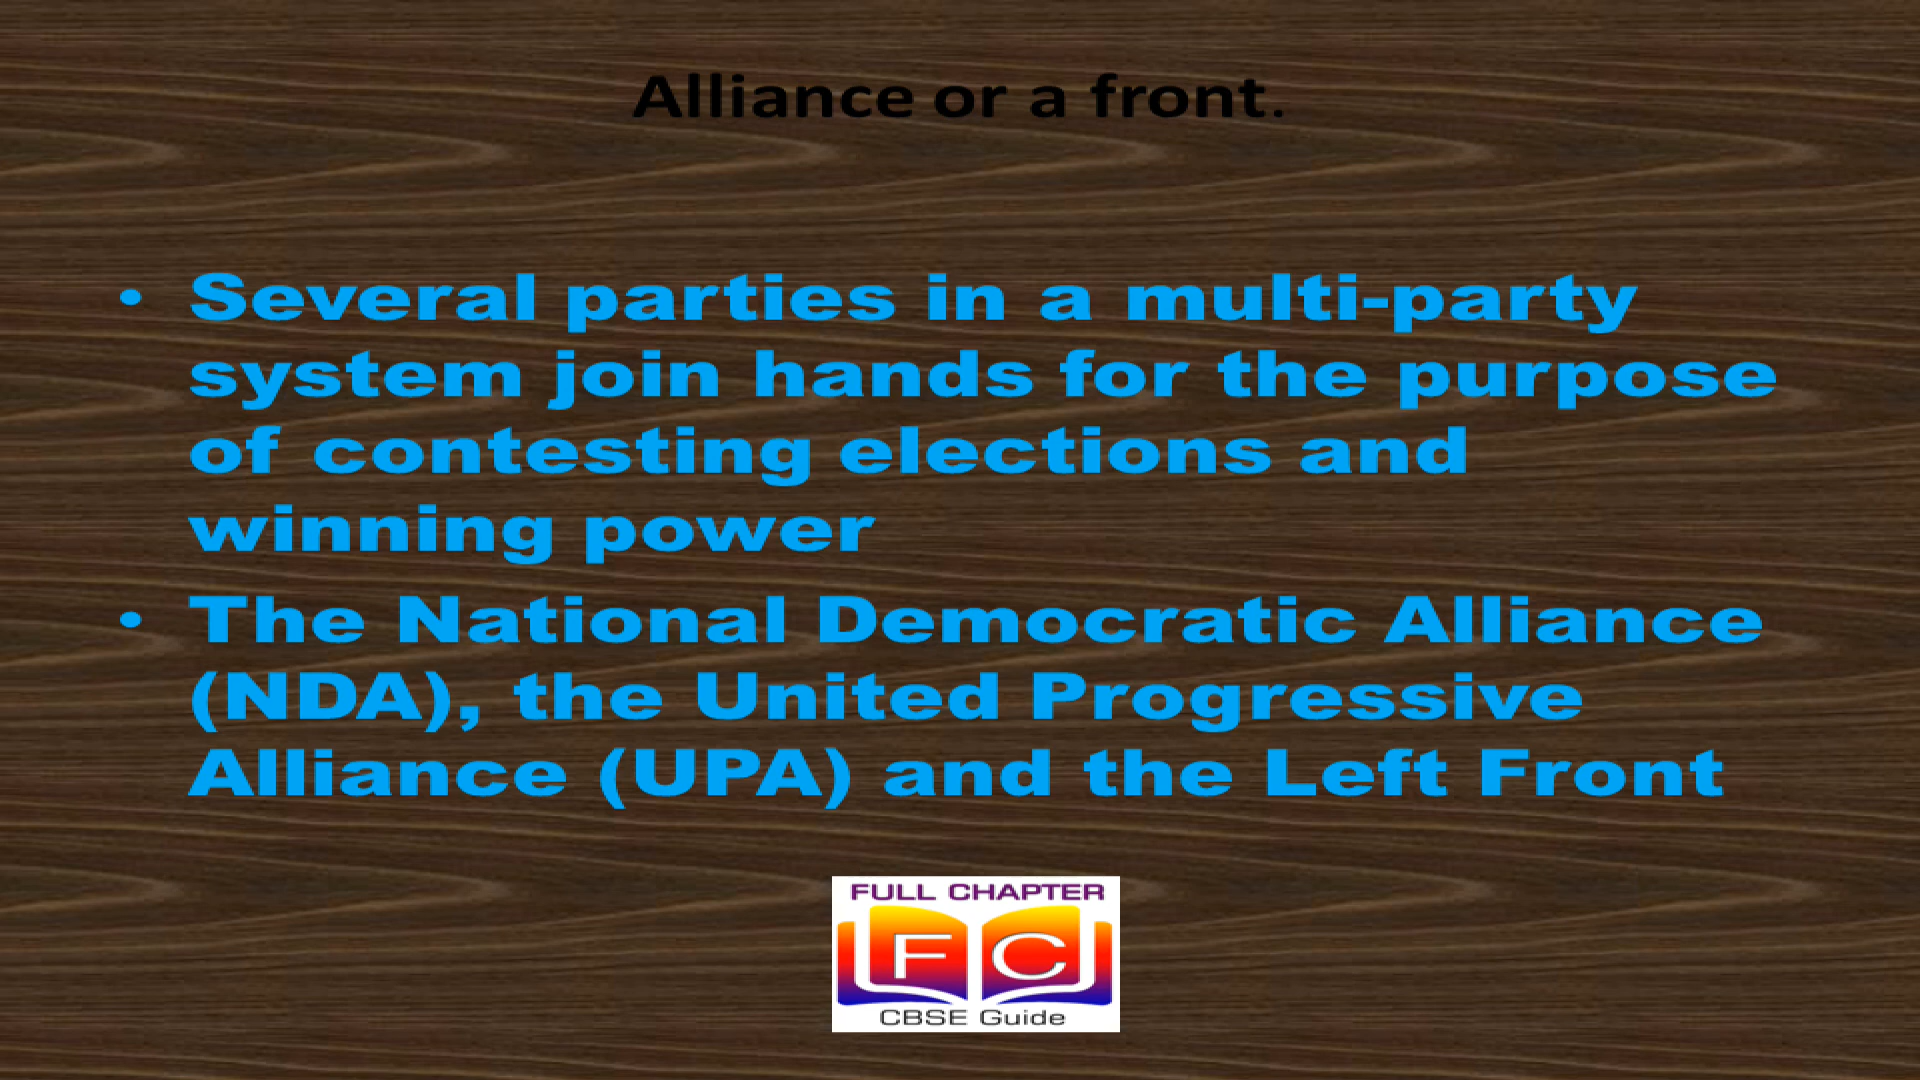 Alliance or a front.
• Several parties in a multi-party
system join hands for the purpose
of contesting elections and
winning power
• The National Democratic Alliance
(NDA), the United Progressive
Alliance (UPA) and the Left Front
FULL CHAPTER
F C
CBSE Guide